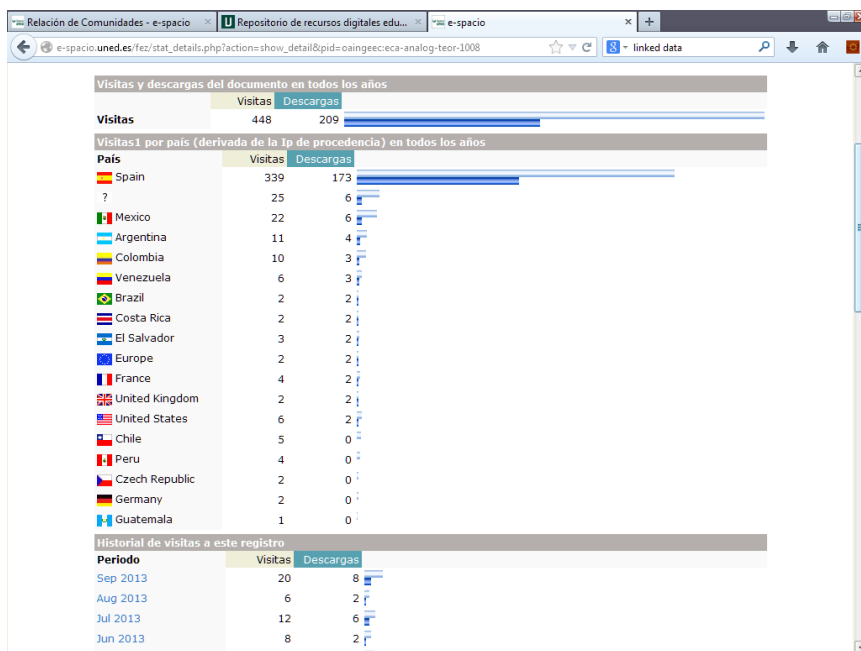 Relación de Comunidades - e-spacio × Repositorio de recursos digitales edu... × e-spacio × +
e-spacio.uned.es/fez/stat_details.php?action=show_detail&pid=oaingeec:eca-analog-teor-1008 8 linked data
Visitas y descargas del documento en todos los años
Visitas Descargas
Visitas 448 209
Visitas1 por país (derivada de la Ip de procedencia) en todos los años
País Visitas Descargas
Spain 339 173
? 25 6
Mexico 22 6
Argentina 11 4
Colombia 10 3
Venezuela 6 3
Brazil 2 2
Costa Rica 2 2
El Salvador 3 2
Europe 2 2
France 4 2
United Kingdom 2 2
United States 6 2
Chile 5 0
Peru 4 0
Czech Republic 2 0
Germany 2 0
Guatemala 1 0
Historial de visitas a este registro
Periodo Visitas Descargas
Sep 2013 20 8
Aug 2013 6 2
Jul 2013 12 6
Jun 2013 8 2